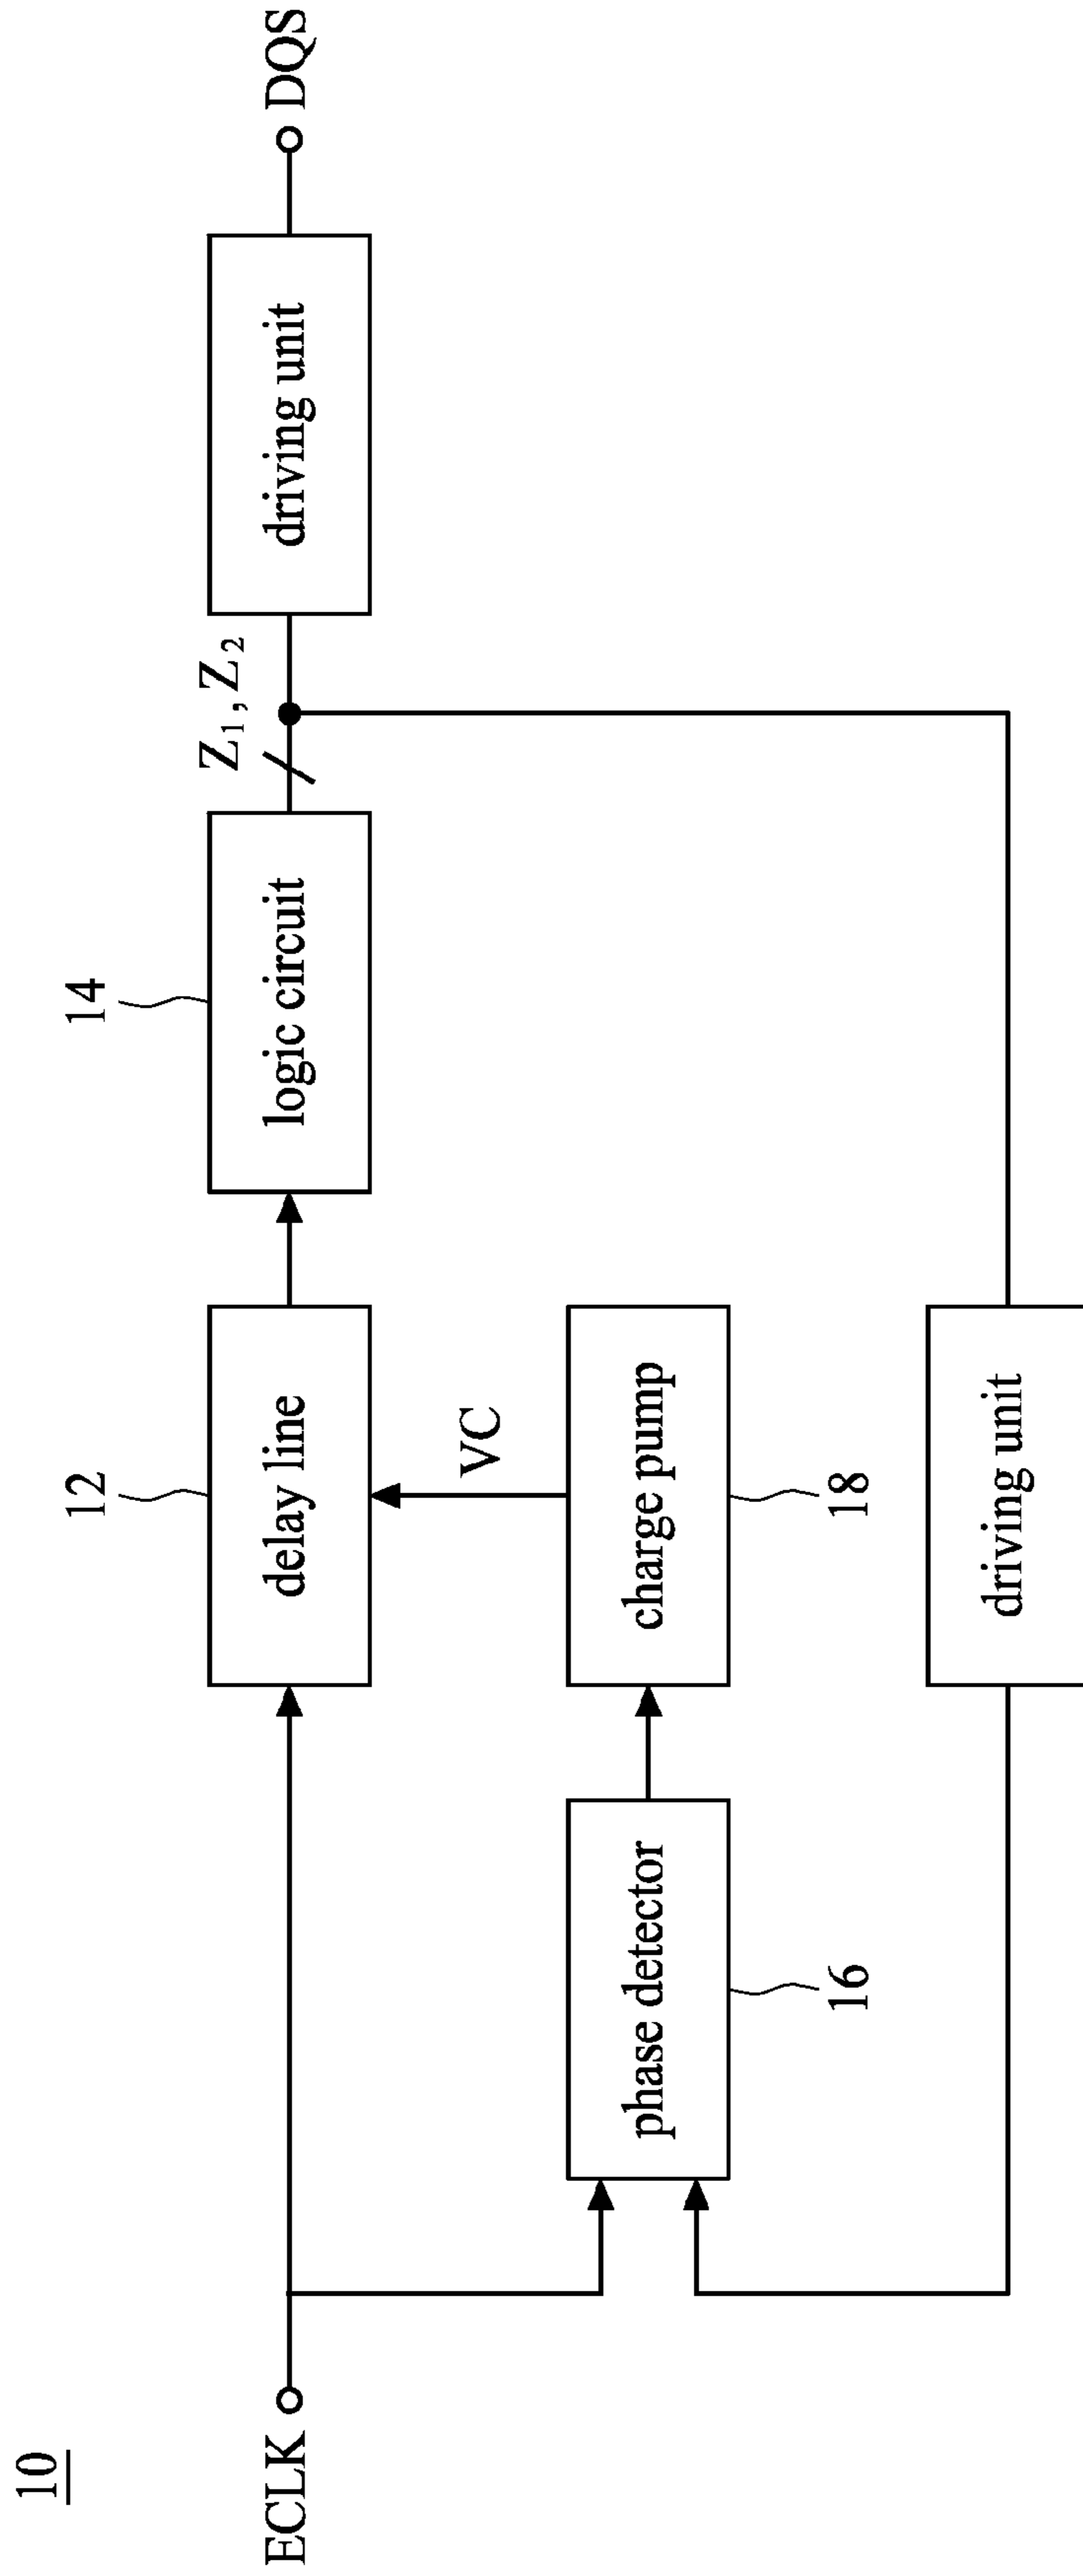 10
12
14
ECLK
delay line
logic circuit
Z1, Z2
driving unit
DQS
VC
phase detector
charge pump
16
18
driving unit